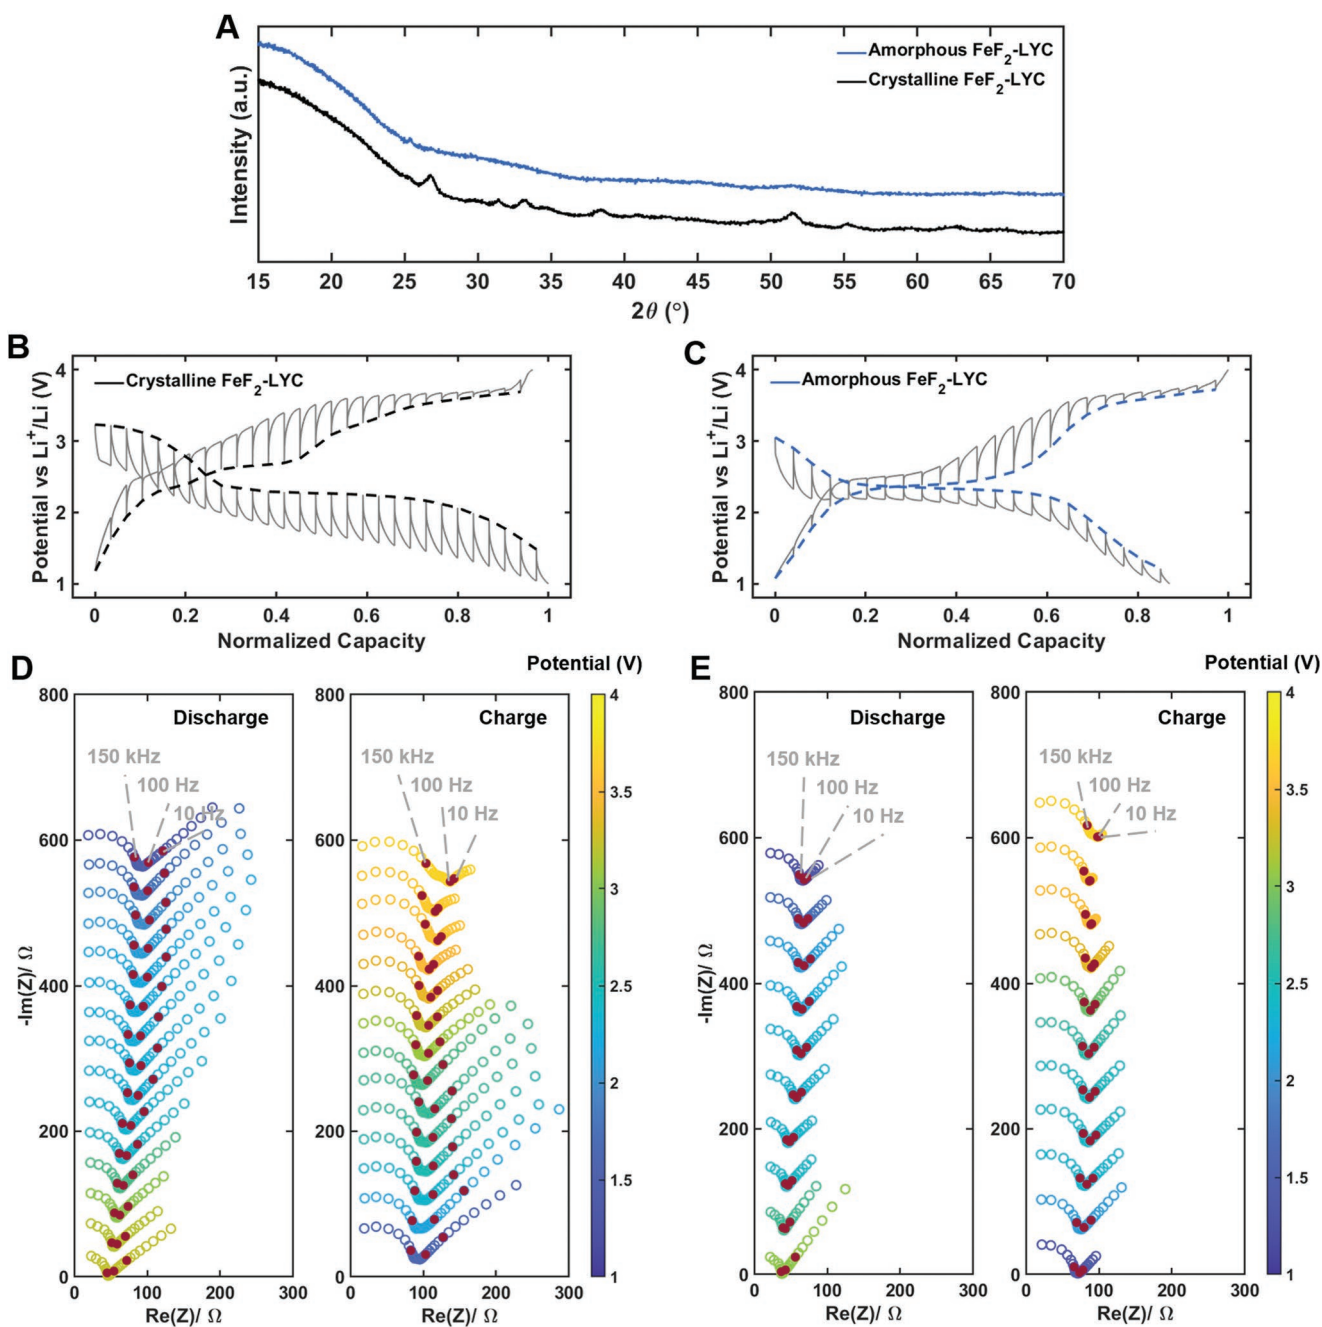 A
Amorphous FeF2-LYC
Crystalline FeF2-LYC
Intensity (a.u.)
15 20 25 30 35 40 45 50 55 60 65 70
2θ (°)
B
Crystalline FeF2-LYC
Potential vs Li+/Li (V)
4
3
2
1
0 0.2 0.4 0.6 0.8 1
Normalized Capacity
C
Amorphous FeF2-LYC
Potential vs Li+/Li (V)
4
3
2
1
0 0.2 0.4 0.6 0.8 1
Normalized Capacity
D
Potential (V)
Discharge
150 kHz
100 Hz
10 Hz
-Im(Z)/ Ω
800
600
400
200
0
0 100 200 300
Re(Z)/ Ω
Charge
150 kHz
100 Hz
10 Hz
800
600
400
200
0
0 100 200 300
Re(Z)/ Ω
4
3.5
3
2.5
2
1.5
1
E
Potential (V)
Discharge
150 kHz
100 Hz
10 Hz
-Im(Z)/ Ω
800
600
400
200
0
0 100 200 300
Re(Z)/ Ω
Charge
150 kHz
100 Hz
10 Hz
800
600
400
200
0
0 100 200 300
Re(Z)/ Ω
4
3.5
3
2.5
2
1.5
1